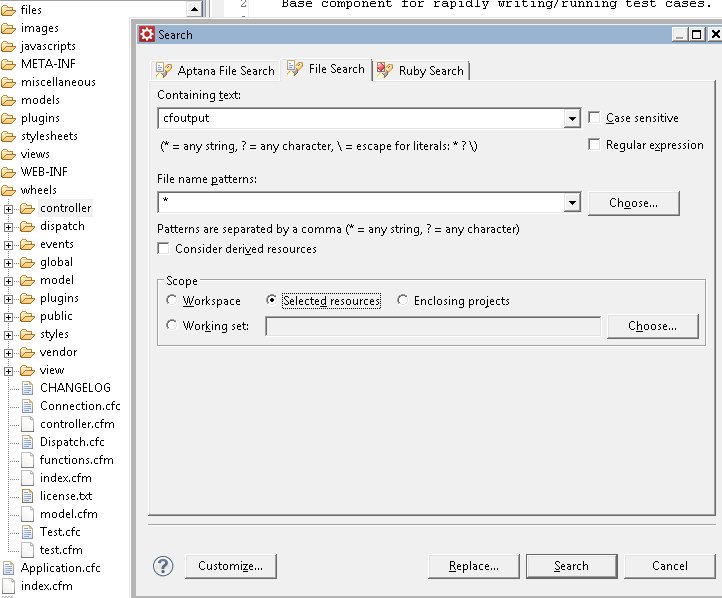 files
images
javascripts
META-INF
miscellaneous
models
plugins
stylesheets
views
WEB-INF
wheels
controller
dispatch
events
global
model
plugins
public
styles
vendor
view
CHANGELOG
Connection.cfc
controller.cfm
Dispatch.cfc
functions.cfm
index.cfm
license.txt
model.cfm
Test.cfc
test.cfm
Application.cfc
index.cfm
2 Base component for rapidly writing/running test cases.
Search
Aptana File Search File Search Ruby Search
Containing text:
cfoutput
Case sensitive
(* = any string, ? = any character, \ = escape for literals: * ? \)
Regular expression
File name patterns:
*
Choose...
Patterns are separated by a comma (* = any string, ? = any character)
Consider derived resources
Scope
Workspace Selected resources Enclosing projects
Working set: Choose...
? Customize... Replace... Search Cancel